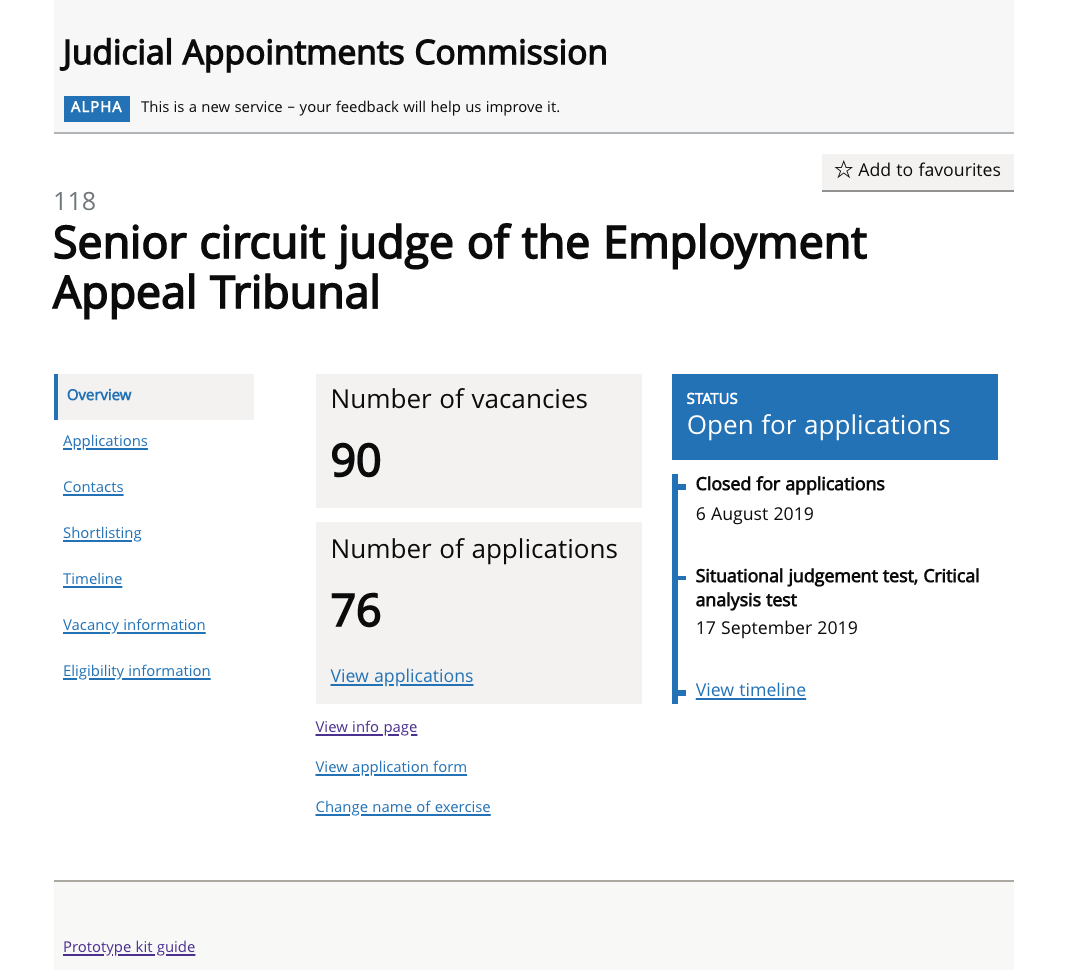 Judicial Appointments Commission
ALPHA This is a new service – your feedback will help us improve it.
☆ Add to favourites
118
Senior circuit judge of the Employment
Appeal Tribunal
Overview
Applications
Contacts
Shortlisting
Timeline
Vacancy information
Eligibility information
Number of vacancies
90
Number of applications
76
View applications
View info page
View application form
Change name of exercise
STATUS
Open for applications
Closed for applications
6 August 2019
Situational judgement test, Critical
analysis test
17 September 2019
View timeline
Prototype kit guide